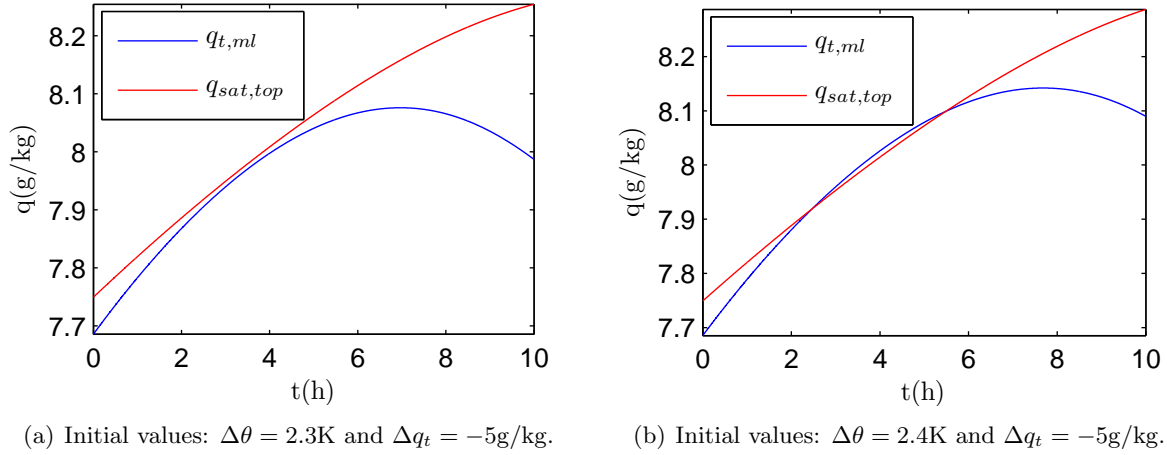 8.2
8.1
8
7.9
7.8
7.7
0 2 4 6 8 10
q(g/kg)
t(h)
q_{t,ml}
q_{sat,top}
(a) Initial values: Δθ = 2.3K and Δq_t = −5g/kg.
8.2
8.1
8
7.9
7.8
7.7
0 2 4 6 8 10
q(g/kg)
t(h)
q_{t,ml}
q_{sat,top}
(b) Initial values: Δθ = 2.4K and Δq_t = −5g/kg.